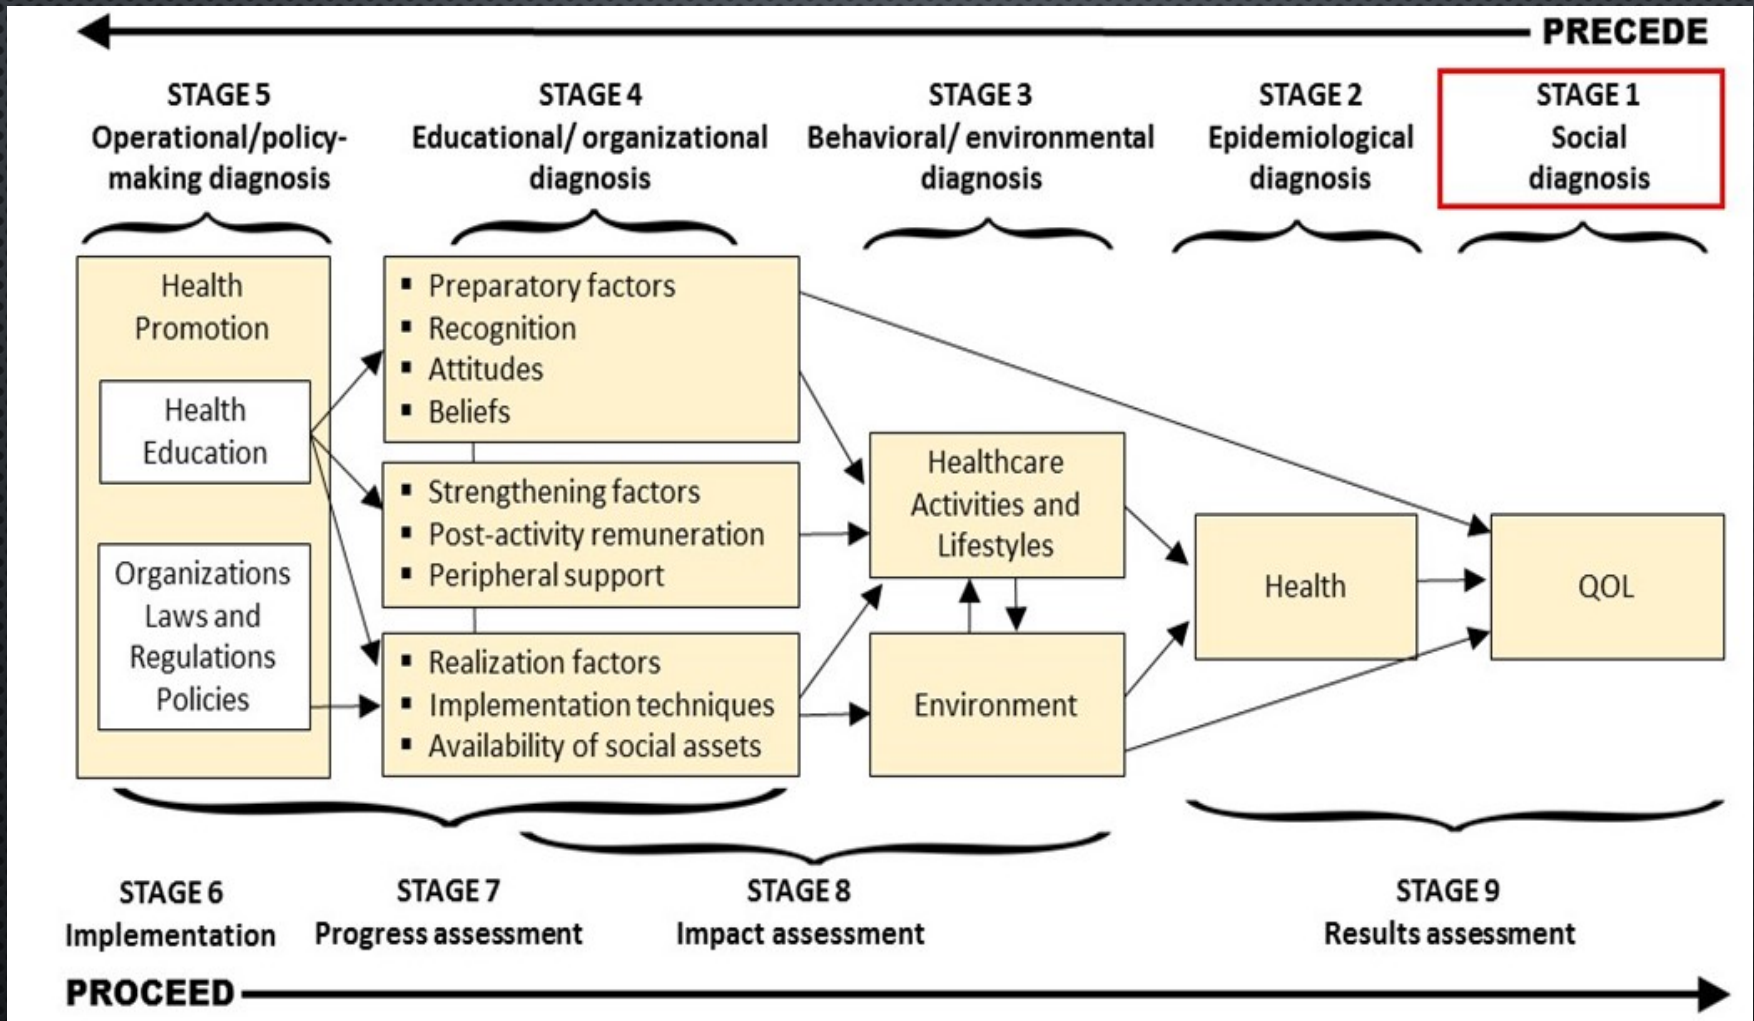 PRECEDE
STAGE 5
Operational/policy-
making diagnosis
STAGE 4
Educational/ organizational
diagnosis
STAGE 3
Behavioral/ environmental
diagnosis
STAGE 2
Epidemiological
diagnosis
STAGE 1
Social
diagnosis
Health
Promotion
Health
Education
Organizations
Laws and
Regulations
Policies
▪ Preparatory factors
▪ Recognition
▪ Attitudes
▪ Beliefs
▪ Strengthening factors
▪ Post-activity remuneration
▪ Peripheral support
▪ Realization factors
▪ Implementation techniques
▪ Availability of social assets
Healthcare
Activities and
Lifestyles
Environment
Health
QOL
STAGE 6
Implementation
STAGE 7
Progress assessment
STAGE 8
Impact assessment
STAGE 9
Results assessment
PROCEED